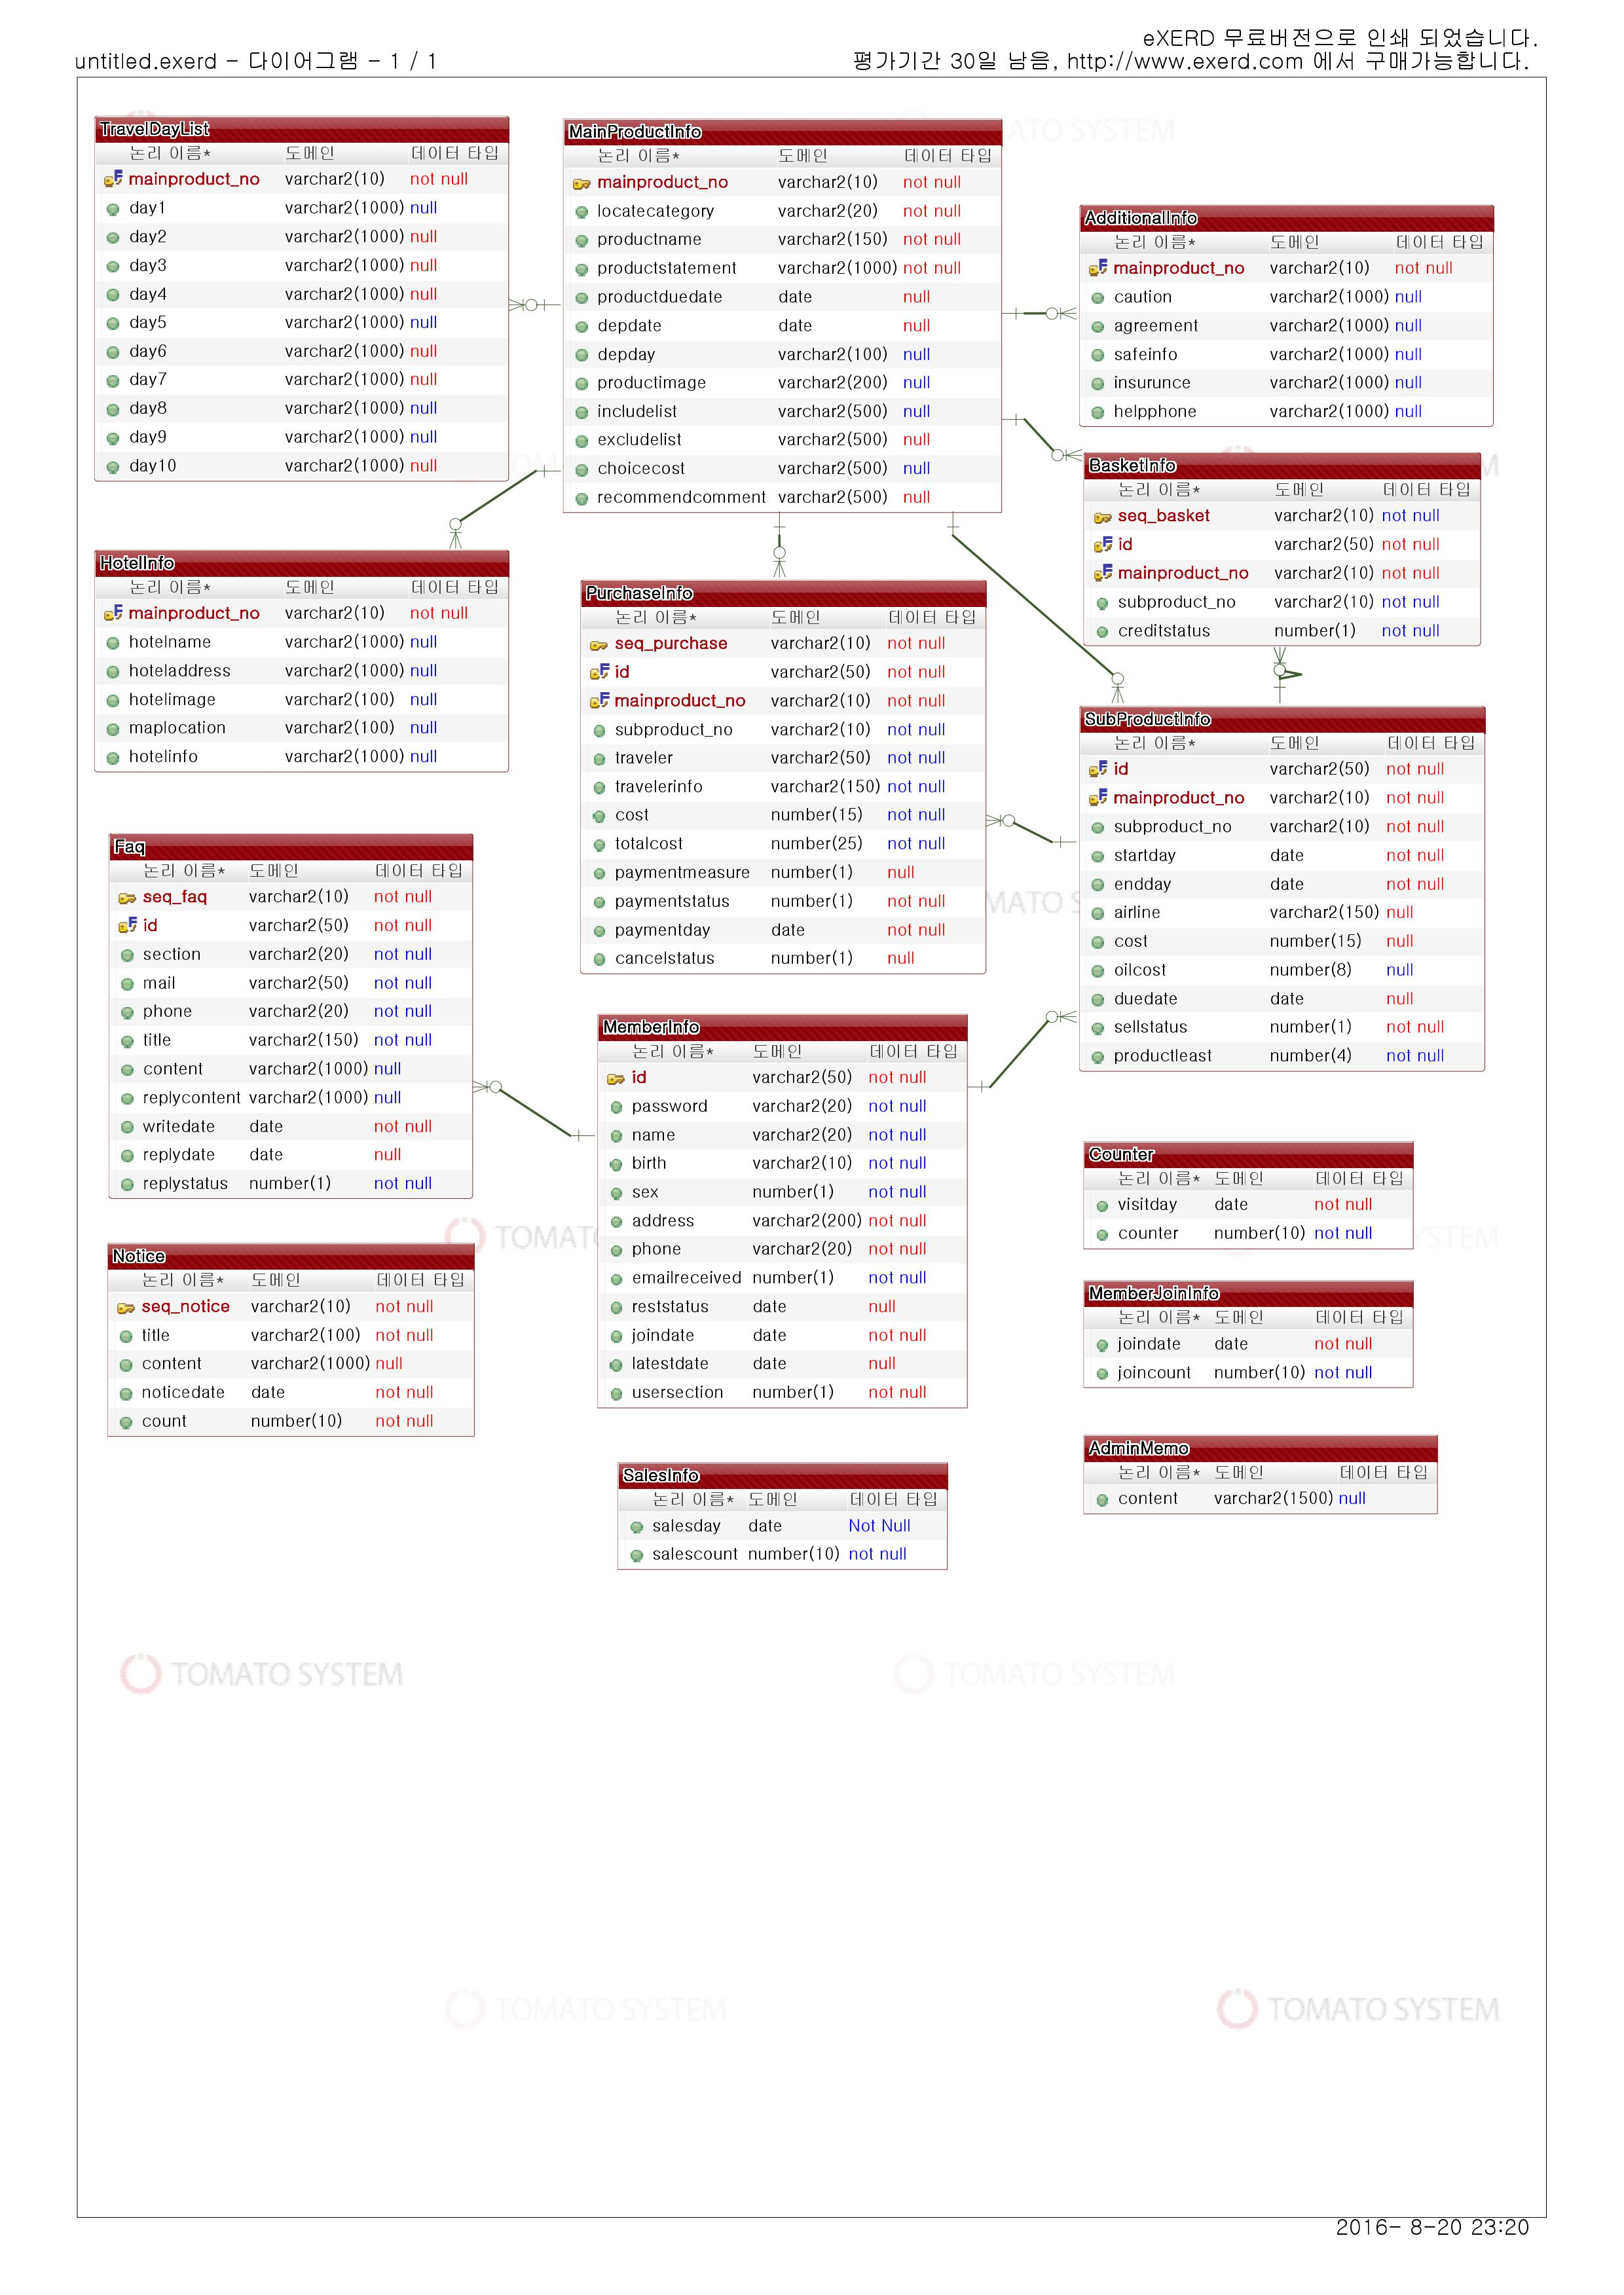 eXERD 무료버전으로 인쇄 되었습니다.
untitled.exerd - 다이어그램 - 1 / 1
평가기간 30일 남음, http://www.exerd.com 에서 구매가능합니다.
TravelDayList
논리 이름* 도메인 데이터 타입
mainproduct_no varchar2(10) not null
day1 varchar2(1000) null
day2 varchar2(1000) null
day3 varchar2(1000) null
day4 varchar2(1000) null
day5 varchar2(1000) null
day6 varchar2(1000) null
day7 varchar2(1000) null
day8 varchar2(1000) null
day9 varchar2(1000) null
day10 varchar2(1000) null
MainProductInfo
논리 이름* 도메인 데이터 타입
mainproduct_no varchar2(10) not null
locatecategory varchar2(20) not null
productname varchar2(150) not null
productstatement varchar2(1000) not null
productduedate date null
depdate date null
depday varchar2(100) null
productimage varchar2(200) null
includelist varchar2(500) null
excludelist varchar2(500) null
choicecost varchar2(500) null
recommendcomment varchar2(500) null
AdditionalInfo
논리 이름* 도메인 데이터 타입
mainproduct_no varchar2(10) not null
caution varchar2(1000) null
agreement varchar2(1000) null
safeinfo varchar2(1000) null
insurunce varchar2(1000) null
helpphone varchar2(1000) null
BasketInfo
논리 이름* 도메인 데이터 타입
seq_basket varchar2(10) not null
id varchar2(50) not null
mainproduct_no varchar2(10) not null
subproduct_no varchar2(10) not null
creditstatus number(1) not null
HotelInfo
논리 이름* 도메인 데이터 타입
mainproduct_no varchar2(10) not null
hotelname varchar2(1000) null
hoteladdress varchar2(1000) null
hotelimage varchar2(100) null
maplocation varchar2(100) null
hotelinfo varchar2(1000) null
PurchaseInfo
논리 이름* 도메인 데이터 타입
seq_purchase varchar2(10) not null
id varchar2(50) not null
mainproduct_no varchar2(10) not null
subproduct_no varchar2(10) not null
traveler varchar2(50) not null
travelerinfo varchar2(150) not null
cost number(15) not null
totalcost number(25) not null
paymentmeasure number(1) null
paymentstatus number(1) not null
paymentday date not null
cancelstatus number(1) null
SubProductInfo
논리 이름* 도메인 데이터 타입
id varchar2(50) not null
mainproduct_no varchar2(10) not null
subproduct_no varchar2(10) not null
startday date not null
endday date not null
airline varchar2(150) null
cost number(15) null
oilcost number(8) null
duedate date null
sellstatus number(1) not null
productleast number(4) not null
Faq
논리 이름* 도메인 데이터 타입
seq_faq varchar2(10) not null
id varchar2(50) not null
section varchar2(20) not null
mail varchar2(50) not null
phone varchar2(20) not null
title varchar2(150) not null
content varchar2(1000) null
replycontent varchar2(1000) null
writedate date not null
replydate date null
replystatus number(1) not null
MemberInfo
논리 이름* 도메인 데이터 타입
id varchar2(50) not null
password varchar2(20) not null
name varchar2(20) not null
birth varchar2(10) not null
sex number(1) not null
address varchar2(200) not null
phone varchar2(20) not null
emailreceived number(1) not null
reststatus date null
joindate date not null
latestdate date null
usersection number(1) not null
Counter
논리 이름* 도메인 데이터 타입
visitday date not null
counter number(10) not null
Notice
논리 이름* 도메인 데이터 타입
seq_notice varchar2(10) not null
title varchar2(100) not null
content varchar2(1000) null
noticedate date not null
count number(10) not null
MemberJoinInfo
논리 이름* 도메인 데이터 타입
joindate date not null
joincount number(10) not null
AdminMemo
논리 이름* 도메인 데이터 타입
content varchar2(1500) null
SalesInfo
논리 이름* 도메인 데이터 타입
salesday date Not Null
salescount number(10) not null
TOMATO SYSTEM
TOMATO SYSTEM
TOMATO SYSTEM
TOMATO SYSTEM
2016- 8-20 23:20